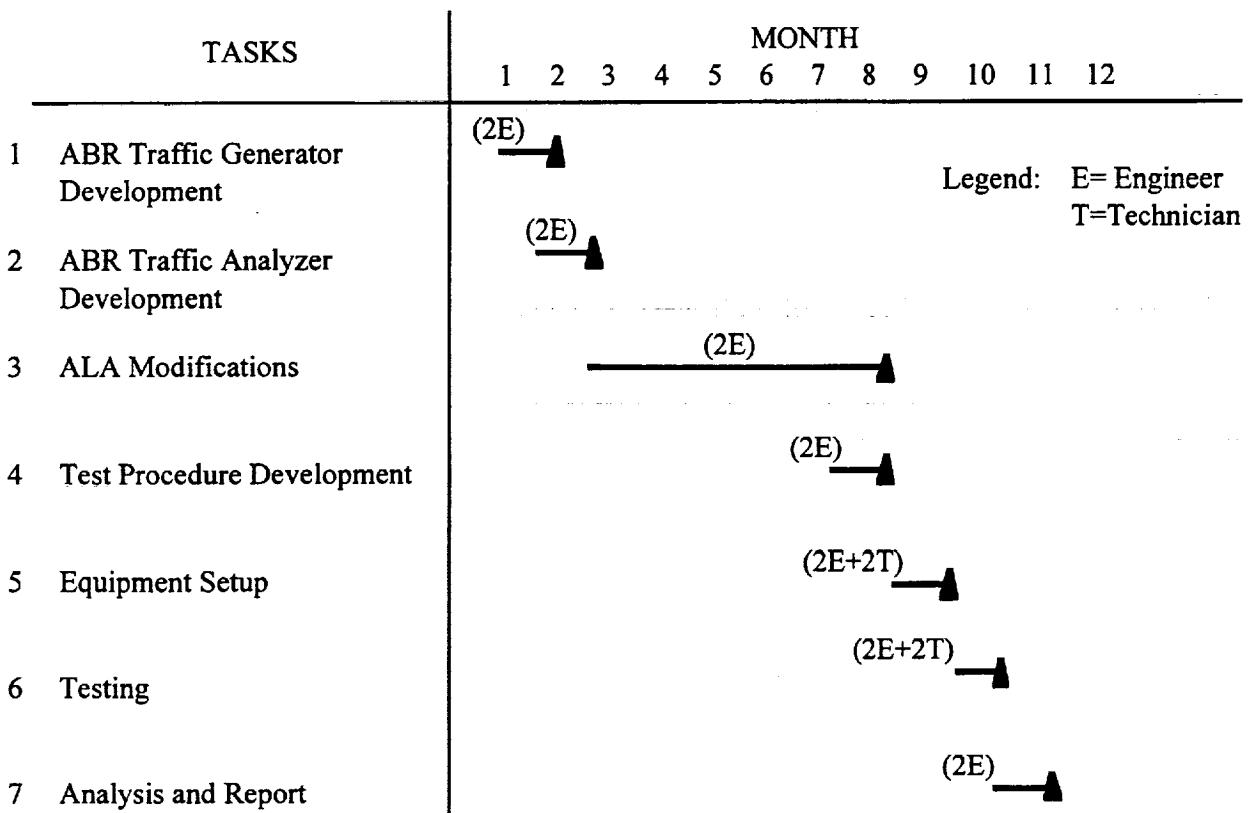 TASKS
MONTH
1 2 3 4 5 6 7 8 9 10 11 12
(2E)
1 ABR Traffic Generator
Development
Legend: E= Engineer
T=Technician
(2E)
2 ABR Traffic Analyzer
Development
(2E)
3 ALA Modifications
(2E)
4 Test Procedure Development
(2E+2T)
5 Equipment Setup
(2E+2T)
6 Testing
(2E)
7 Analysis and Report